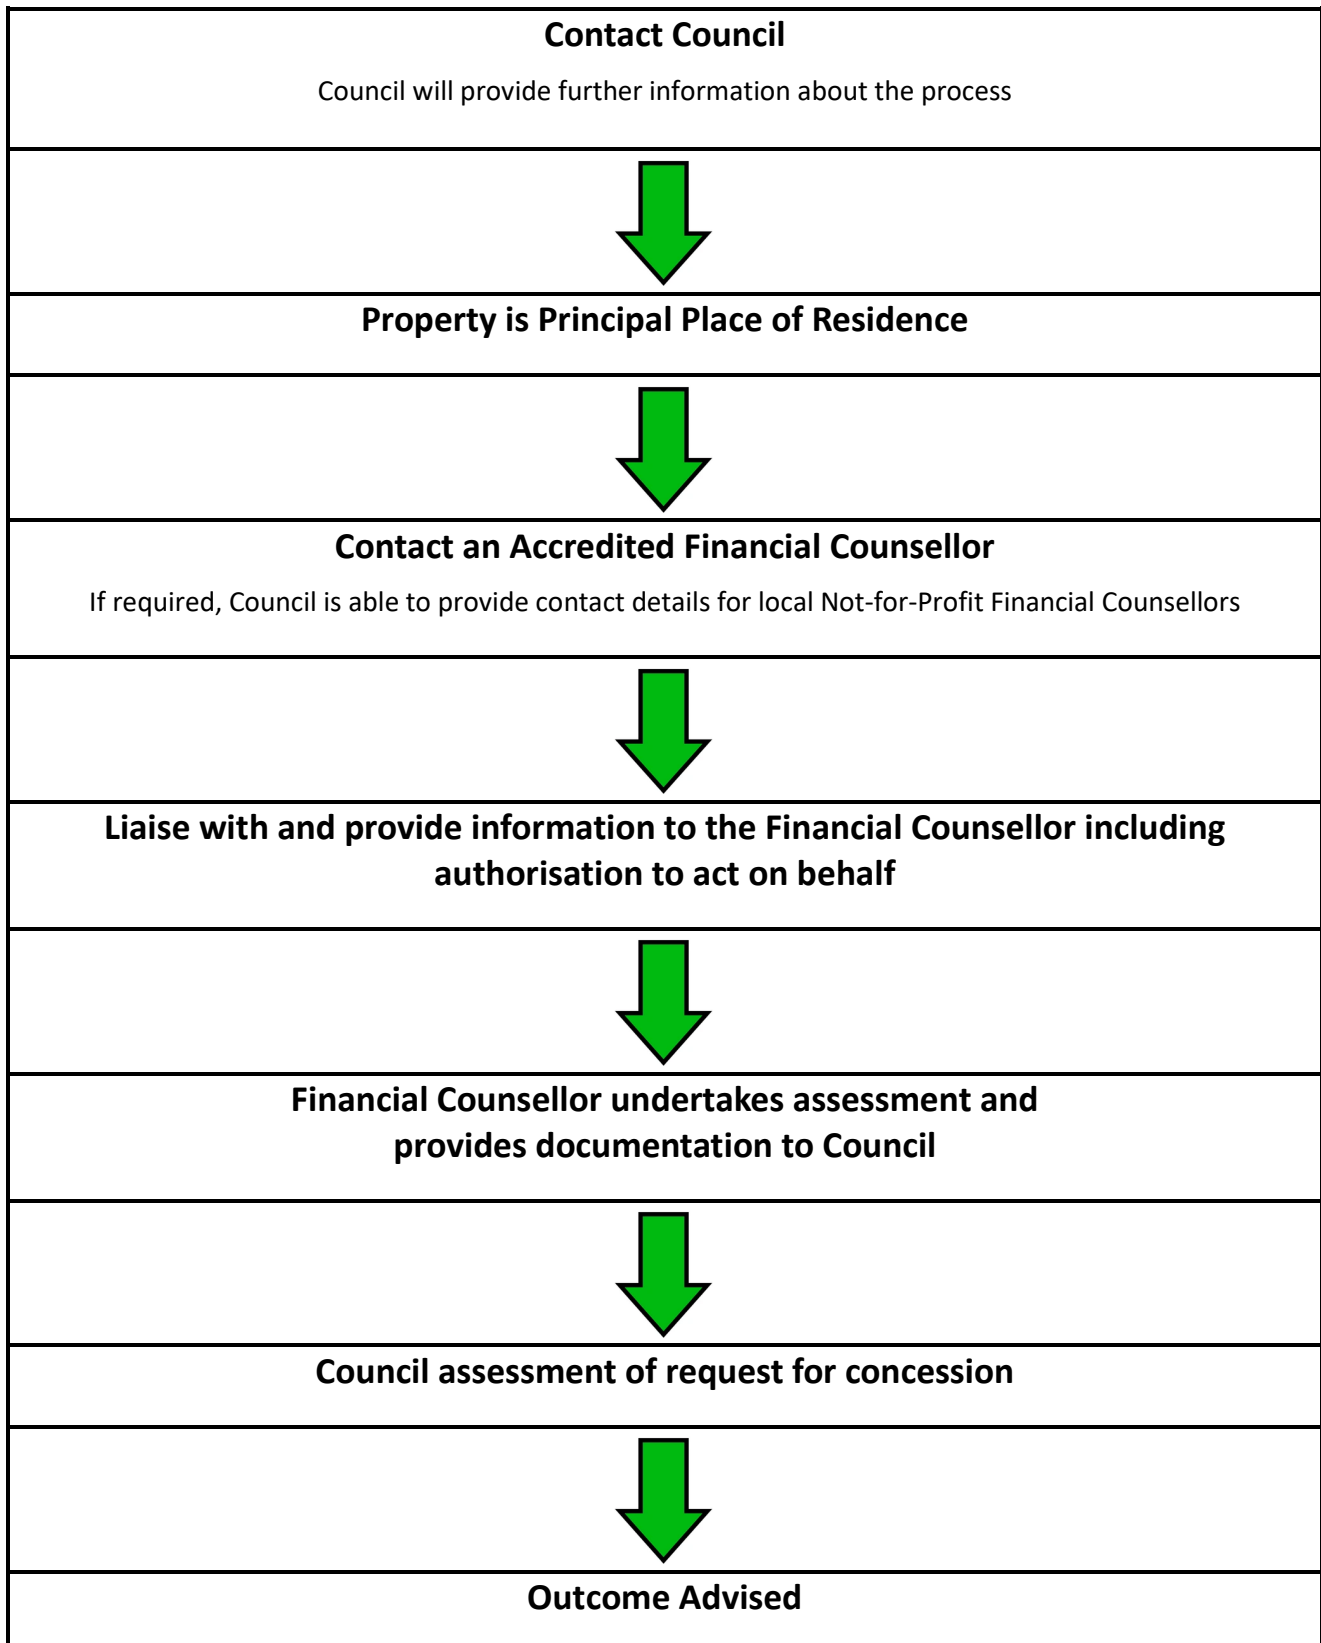 Contact Council
Council will provide further information about the process
Property is Principal Place of Residence
Contact an Accredited Financial Counsellor
If required, Council is able to provide contact details for local Not-for-Profit Financial Counsellors
Liaise with and provide information to the Financial Counsellor including
authorisation to act on behalf
Financial Counsellor undertakes assessment and
provides documentation to Council
Council assessment of request for concession
Outcome Advised